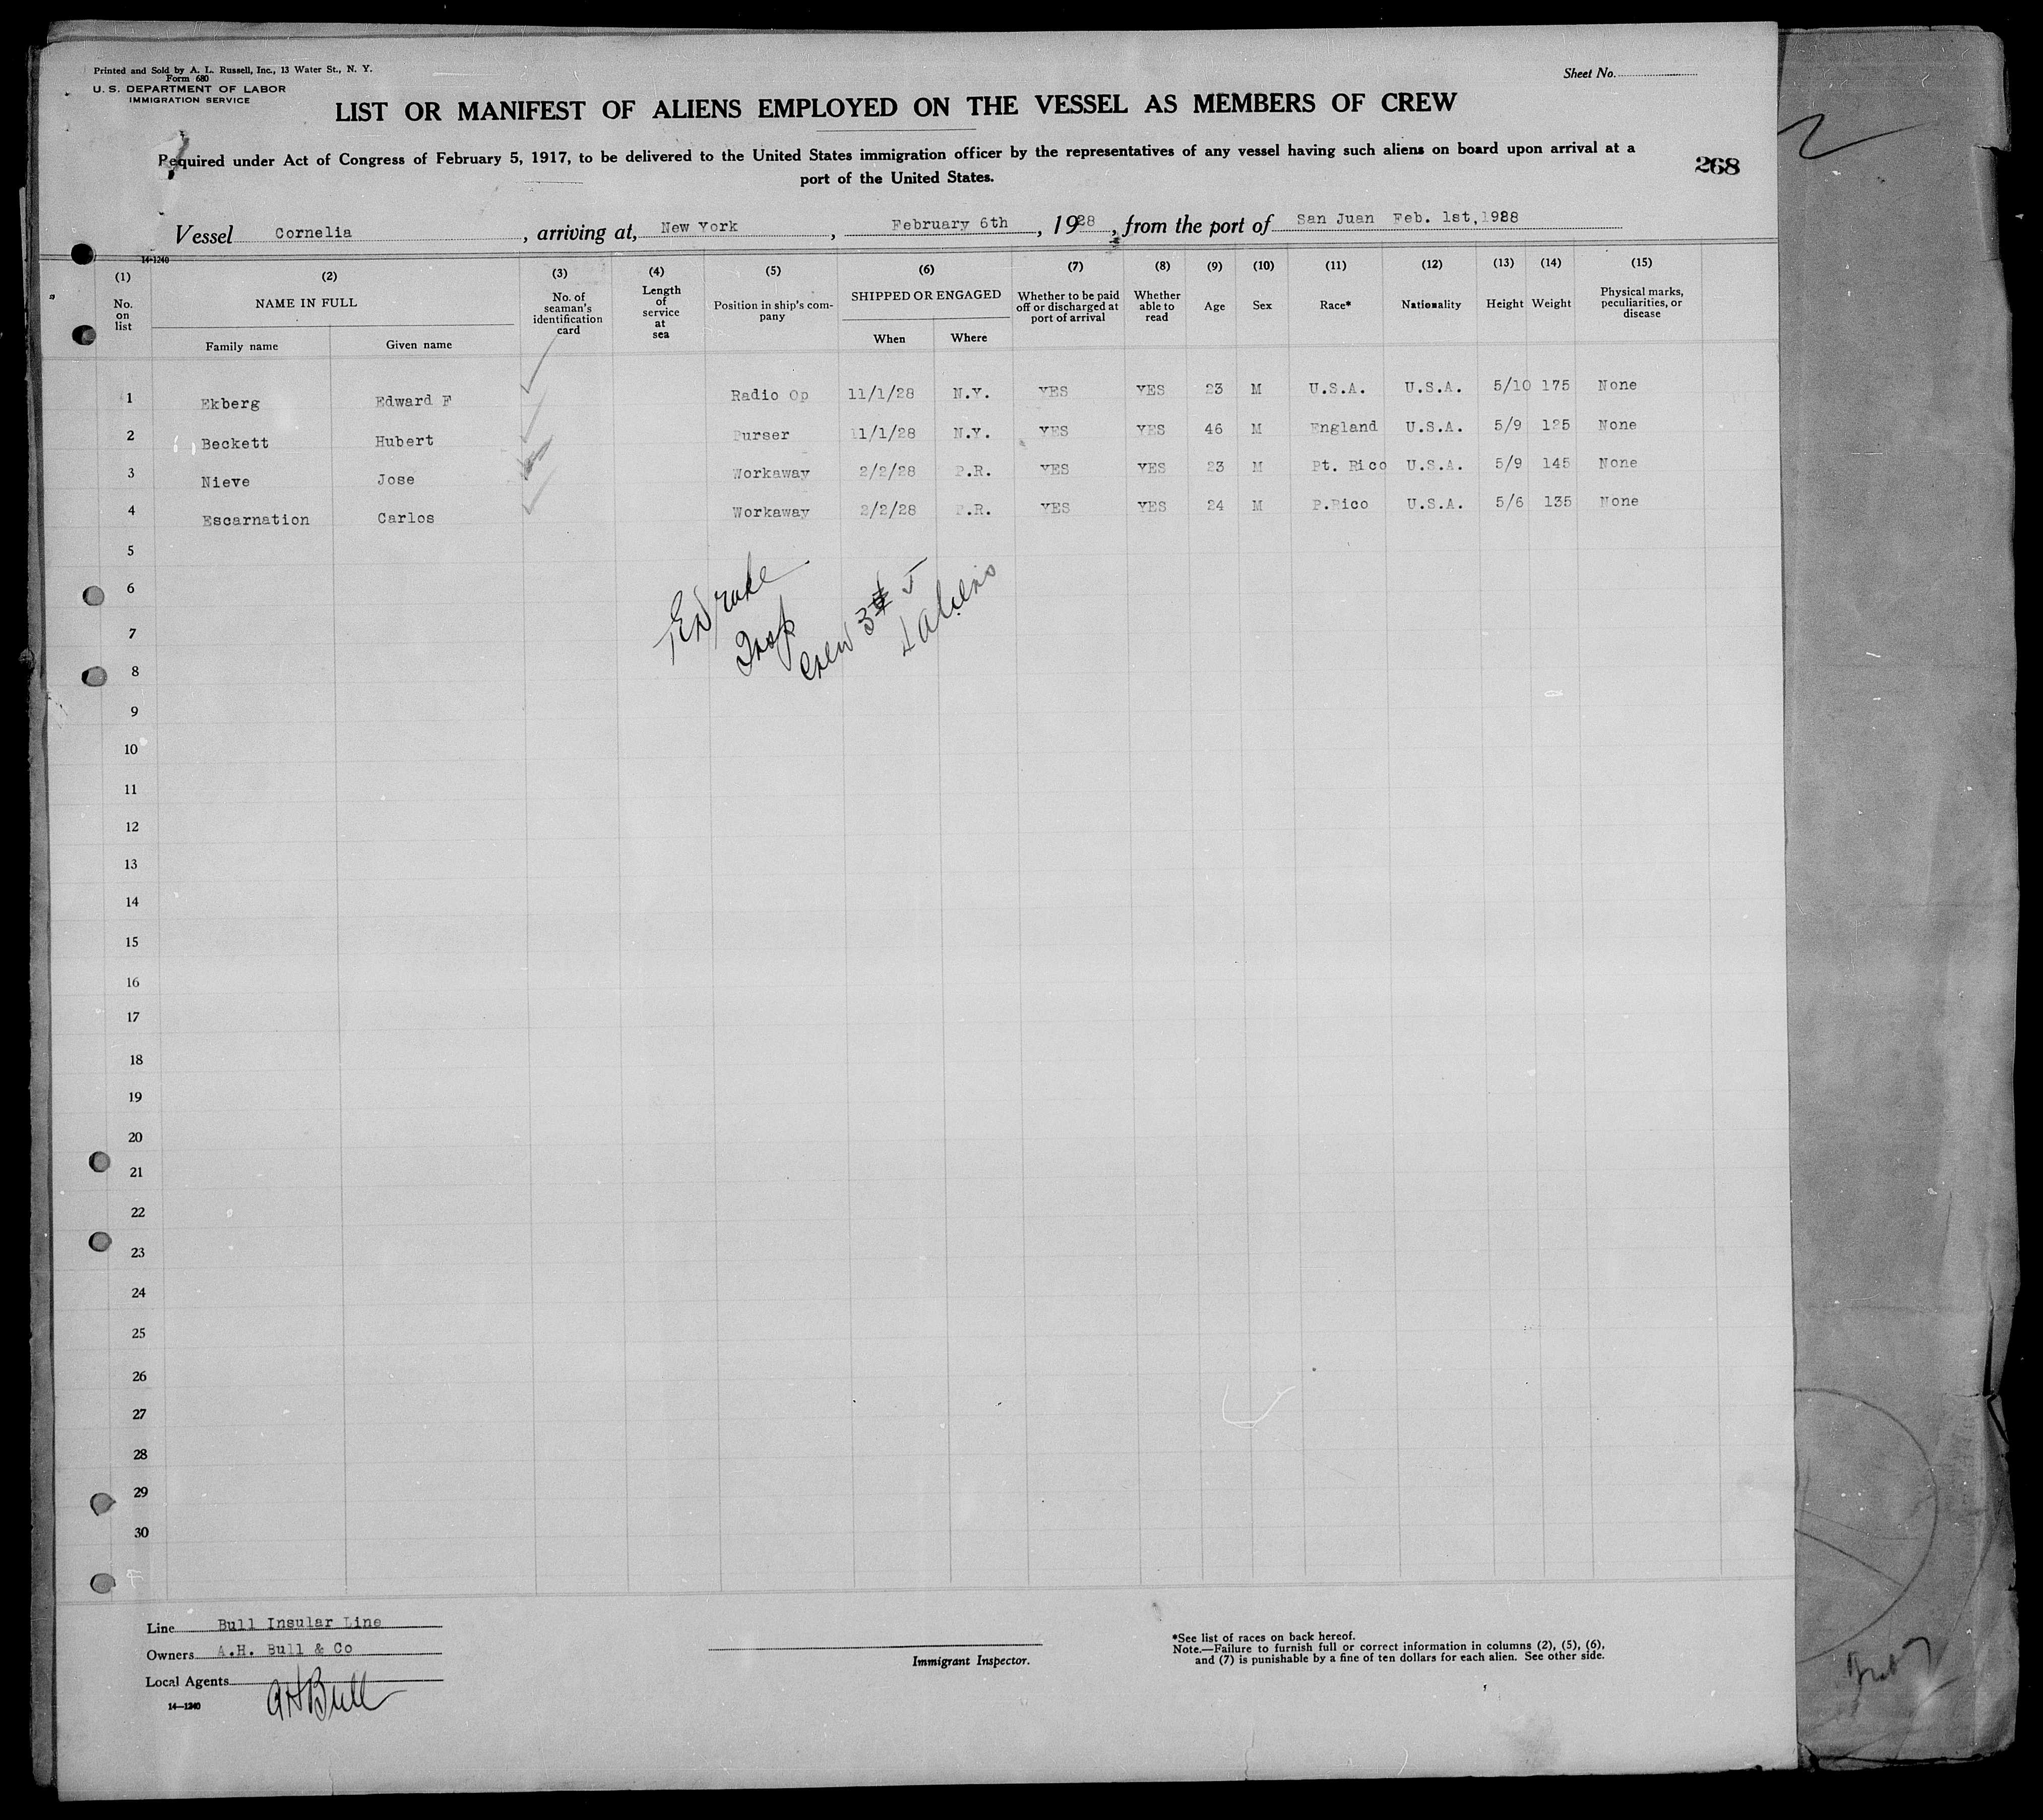 Printed and Sold by A. L. Russell, Inc., 13 Water St., N. Y.
Form 680
U. S. DEPARTMENT OF LABOR
IMMIGRATION SERVICE
Sheet No.
LIST OR MANIFEST OF ALIENS EMPLOYED ON THE VESSEL AS MEMBERS OF CREW
Required under Act of Congress of February 5, 1917, to be delivered to the United States immigration officer by the representatives of any vessel having such aliens on board upon arrival at a
port of the United States.
268
Vessel Cornelia, arriving at, New York, February 6th, 1928, from the port of San Juan Feb. 1st,1928
14-1240
(1) (2) (3) (4) (5) (6) (7) (8) (9) (10) (11) (12) (13) (14) (15)
No. on list
NAME IN FULL
Family name Given name
No. of seaman's identification card
Length of service at sea
Position in ship's company
SHIPPED OR ENGAGED
When Where
Whether to be paid off or discharged at port of arrival
Whether able to read
Age
Sex
Race*
Nationality
Height
Weight
Physical marks, peculiarities, or disease
1 Ekberg Edward F Radio Op 11/1/28 N.Y. YES YES 23 M U.S.A. U.S.A. 5/10 175 None
2 Beckett Hubert Purser 11/1/28 N.Y. YES YES 46 M England U.S.A. 5/9 125 None
3 Nieve Jose Workaway 2/2/28 P.R. YES YES 23 M Pt. Rico U.S.A. 5/9 145 None
4 Escarnation Carlos Workaway 2/2/28 P.R. YES YES 24 M P.Rico U.S.A. 5/6 135 None
5
6
7
8
9
10
11
12
13
14
15
16
17
18
19
20
21
22
23
24
25
26
27
28
29
30
Drake
Insp
Crew 3
Aliens
Line Bull Insular Line
Owners A.H. Bull & Co
Local Agents AH Bull
14—1240
Immigrant Inspector.
*See list of races on back hereof.
Note.—Failure to furnish full or correct information in columns (2), (5), (6),
and (7) is punishable by a fine of ten dollars for each alien. See other side.